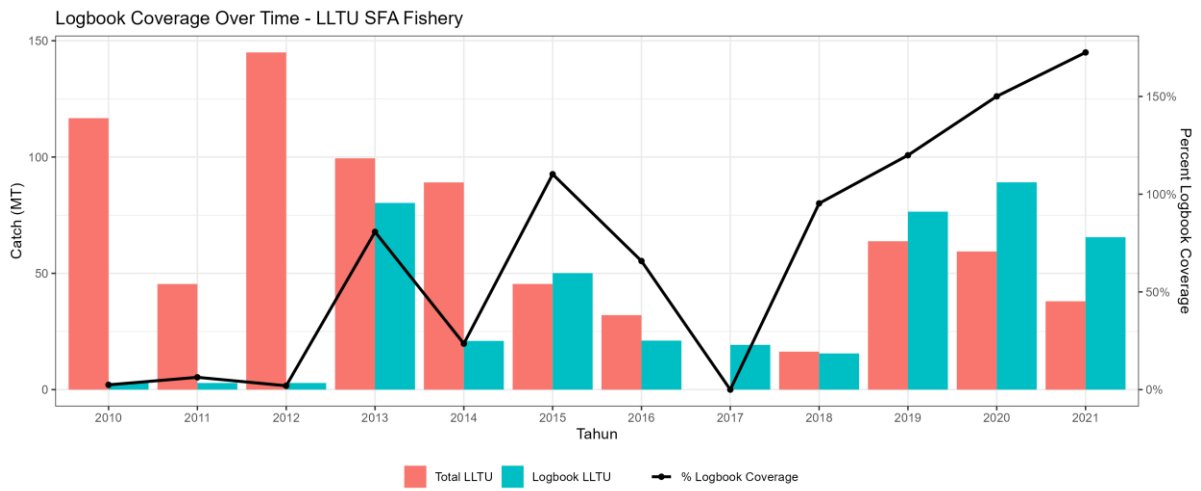 Logbook Coverage Over Time - LLTU SFA Fishery
150
100
50
0
Catch (MT)
150%
100%
50%
0%
Percent Logbook Coverage
2010 2011 2012 2013 2014 2015 2016 2017 2018 2019 2020 2021
Tahun
Total LLTU Logbook LLTU % Logbook Coverage